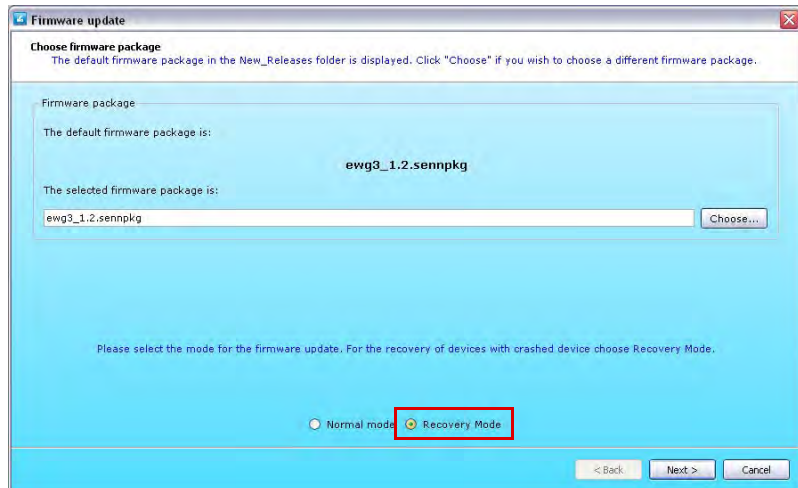 Firmware update
Choose firmware package
The default firmware package in the New_Releases folder is displayed. Click "Choose" if you wish to choose a different firmware package.
Firmware package
The default firmware package is:
ewg3_1.2.sennpkg
The selected firmware package is:
ewg3_1.2.sennpkg
Choose...
Please select the mode for the firmware update. For the recovery of devices with crashed device choose Recovery Mode.
Normal mode Recovery Mode
< Back Next > Cancel